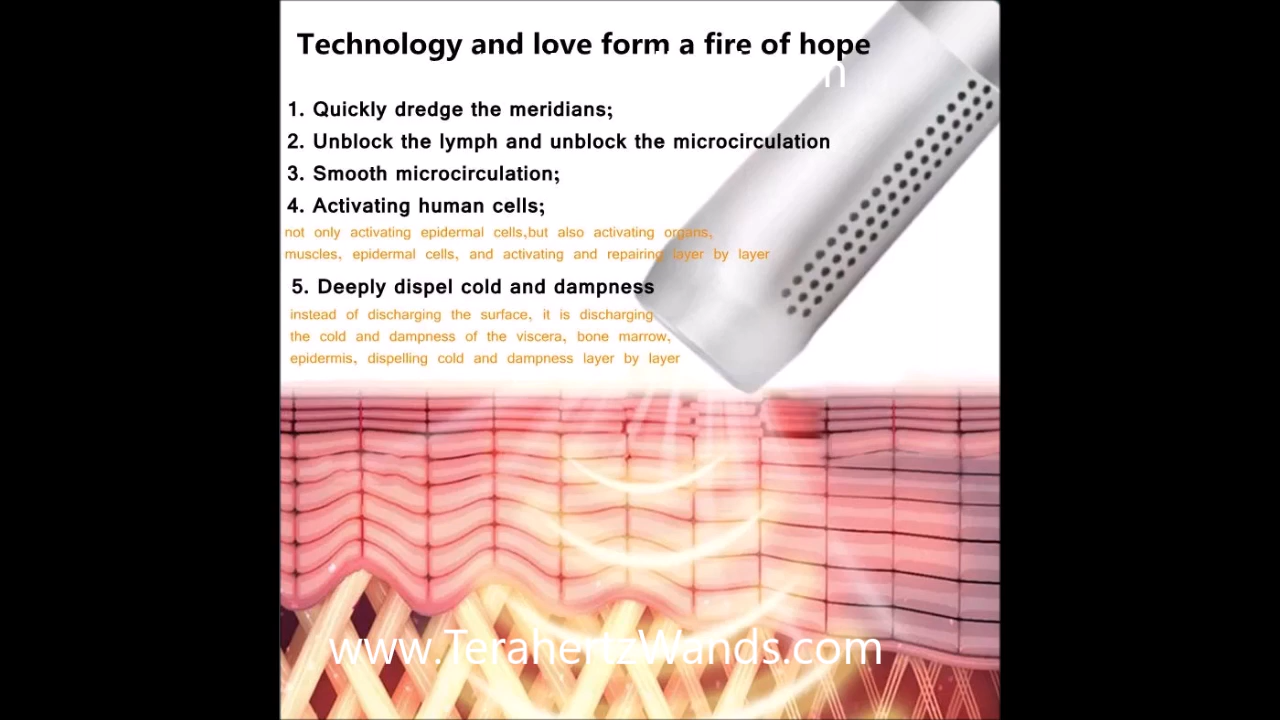 Technology and love form a fire of hope
1. Quickly dredge the meridians;
2. Unblock the lymph and unblock the microcirculation
3. Smooth microcirculation;
4. Activating human cells;
not only activating epidermal cells,but also activating organs,
muscles, epidermal cells, and activating and repairing layer by layer
5. Deeply dispel cold and dampness
instead of discharging the surface, it is discharging
the cold and dampness of the viscera, bone marrow,
epidermis, dispelling cold and dampness layer by layer
www.TerahertzWands.com